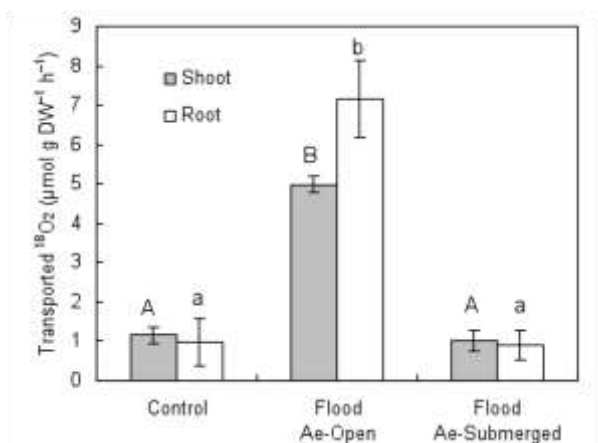 Transported ¹⁸O₂ (µmol g DW⁻¹ h⁻¹)
9
8
7
6
5
4
3
2
1
0
Shoot
Root
A
a
B
b
A
a
Control
Flood
Ae-Open
Flood
Ae-Submerged